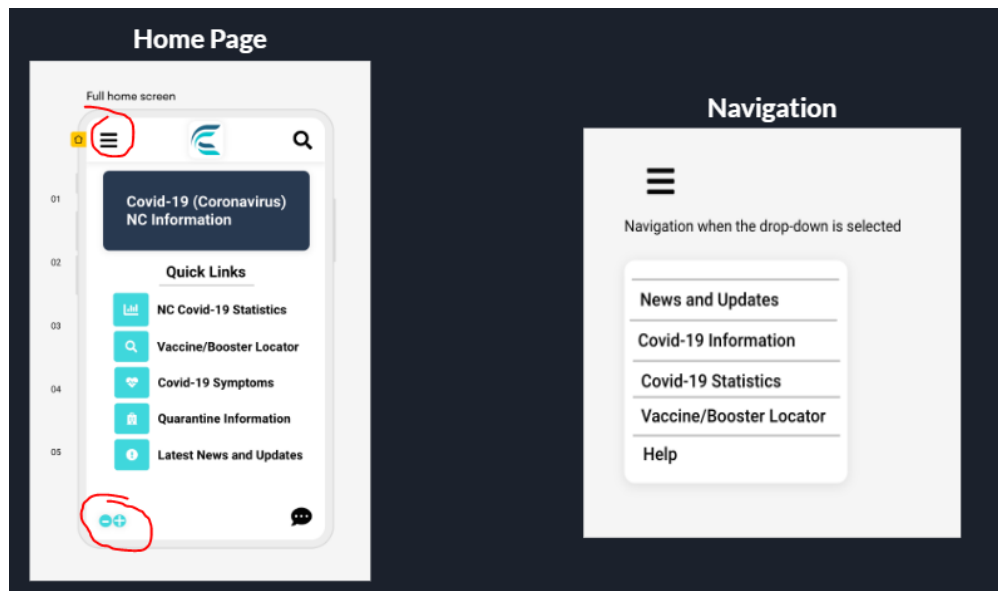 Home Page
Full home screen
01
Covid-19 (Coronavirus)
NC Information
02
Quick Links
NC Covid-19 Statistics
03
Vaccine/Booster Locator
Covid-19 Symptoms
04
Quarantine Information
05
Latest News and Updates
Navigation
Navigation when the drop-down is selected
News and Updates
Covid-19 Information
Covid-19 Statistics
Vaccine/Booster Locator
Help